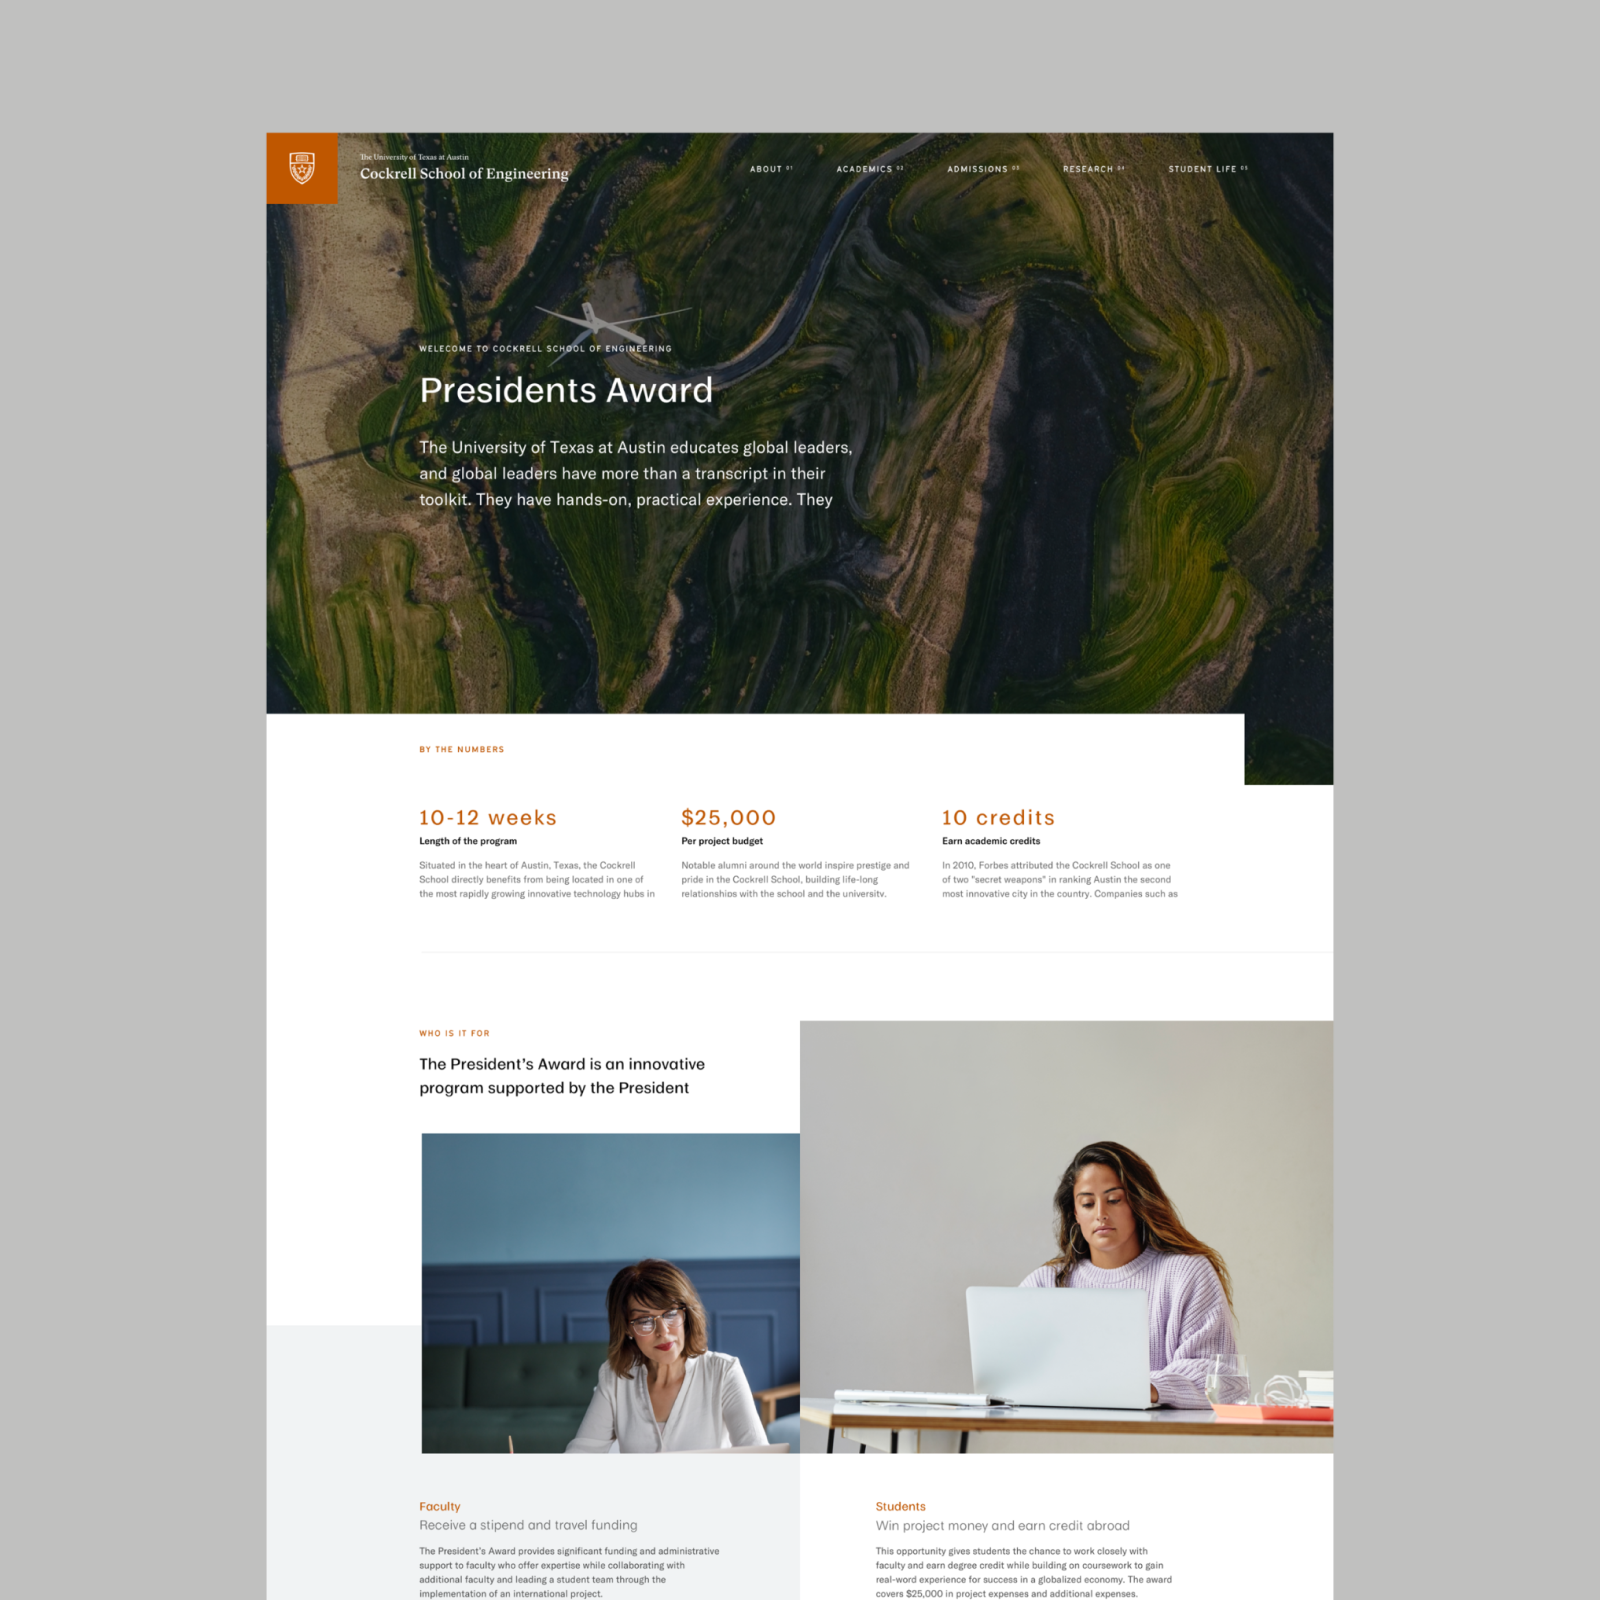 The University of Texas at Austin
Cockrell School of Engineering
ABOUT 01
ACADEMICS 02
ADMISSIONS 03
RESEARCH 04
STUDENT LIFE 05
WELECOME TO COCKRELL SCHOOL OF ENGINEERING
Presidents Award
The University of Texas at Austin educates global leaders,
and global leaders have more than a transcript in their
toolkit. They have hands-on, practical experience. They
BY THE NUMBERS
10-12 weeks
Length of the program
Situated in the heart of Austin, Texas, the Cockrell
School directly benefits from being located in one of
the most rapidly growing innovative technology hubs in
$25,000
Per project budget
Notable alumni around the world inspire prestige and
pride in the Cockrell School, building life-long
relationships with the school and the university.
10 credits
Earn academic credits
In 2010, Forbes attributed the Cockrell School as one
of two "secret weapons" in ranking Austin the second
most innovative city in the country. Companies such as
WHO IS IT FOR
The President's Award is an innovative
program supported by the President
Faculty
Receive a stipend and travel funding
The President's Award provides significant funding and administrative
support to faculty who offer expertise while collaborating with
additional faculty and leading a student team through the
implementation of an international project.
Students
Win project money and earn credit abroad
This opportunity gives students the chance to work closely with
faculty and earn degree credit while building on coursework to gain
real-word experience for success in a globalized economy. The award
covers $25,000 in project expenses and additional expenses.